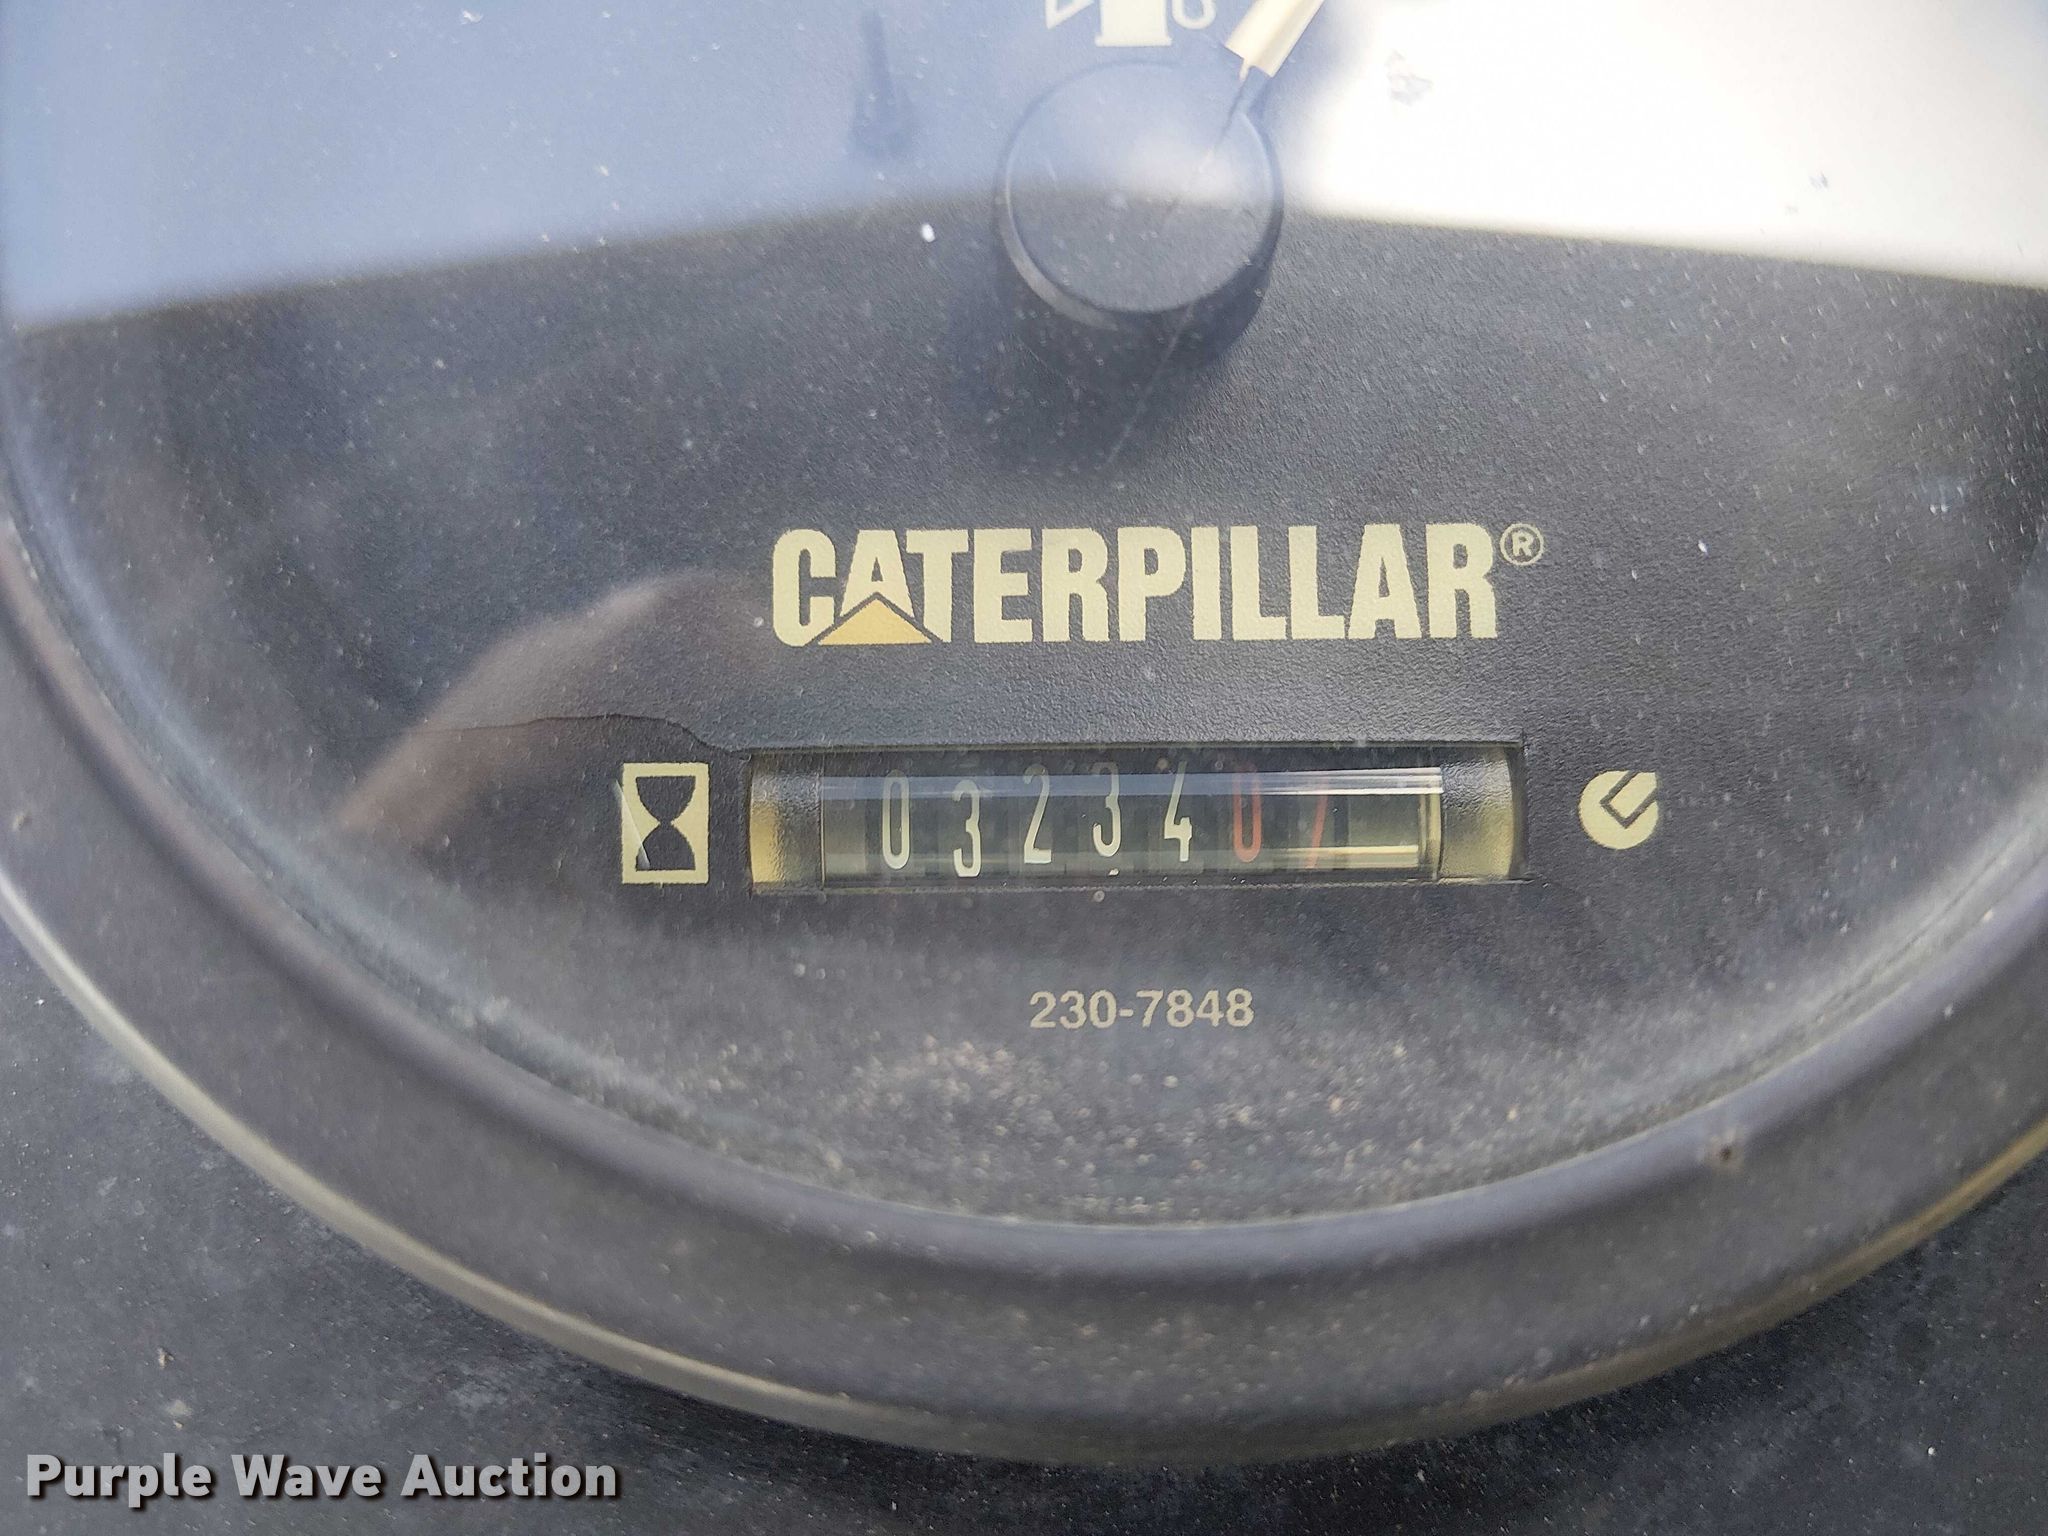 CATERPILLAR®
0323407
230-7848
Purple Wave Auction